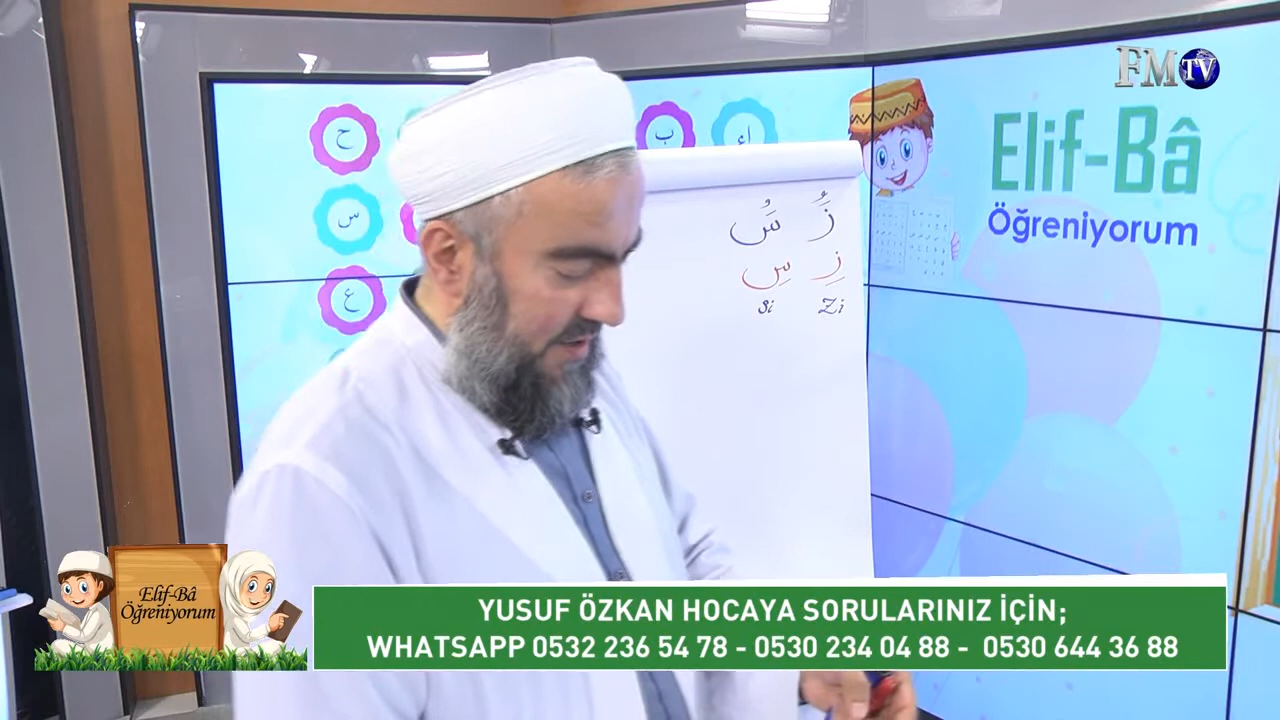 FM TV
Elif-Bâ
Öğreniyorum
ح
ب
س
ع
زُ سُ
زِ سِ
Zi si
Elif-Bâ
Öğreniyorum
YUSUF ÖZKAN HOCAYA SORULARINIZ İÇİN;
WHATSAPP 0532 236 54 78 - 0530 234 04 88 - 0530 644 36 88